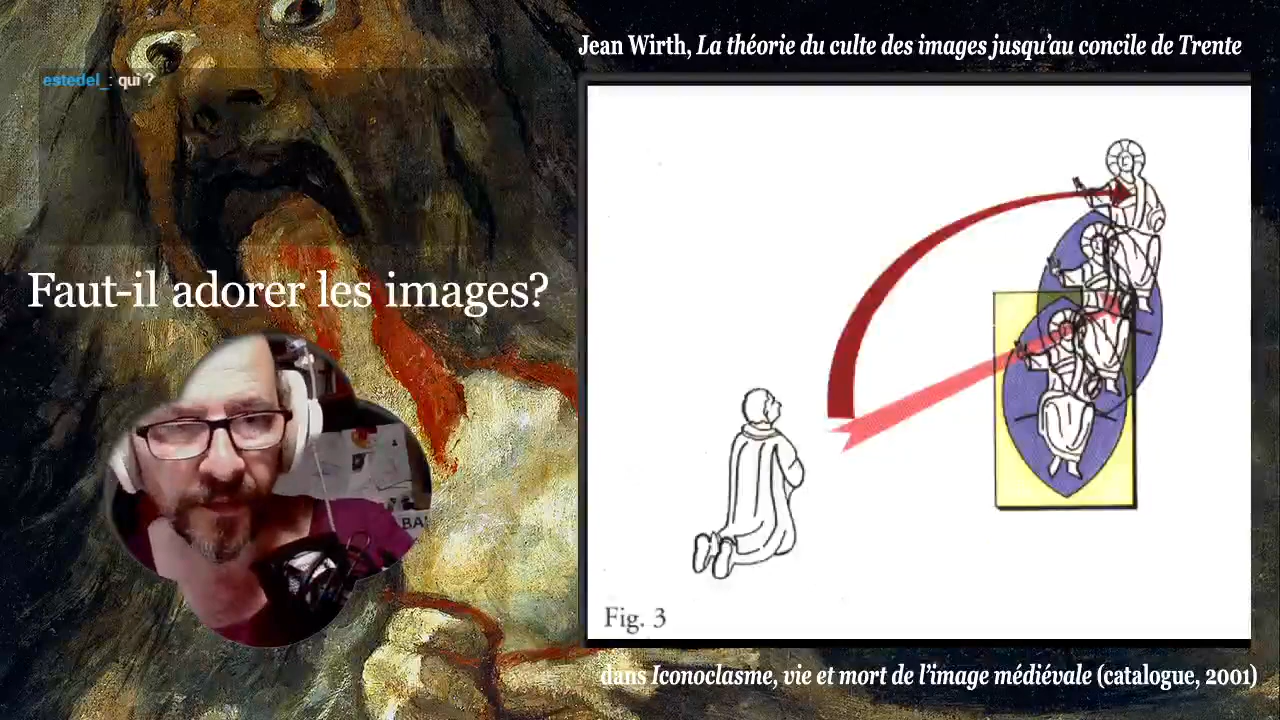 Jean Wirth, La théorie du culte des images jusqu'au concile de Trente
estedel_: qui ?
Faut-il adorer les images?
BA
Fig. 3
dans Iconoclasme, vie et mort de l'image médiévale (catalogue, 2001)